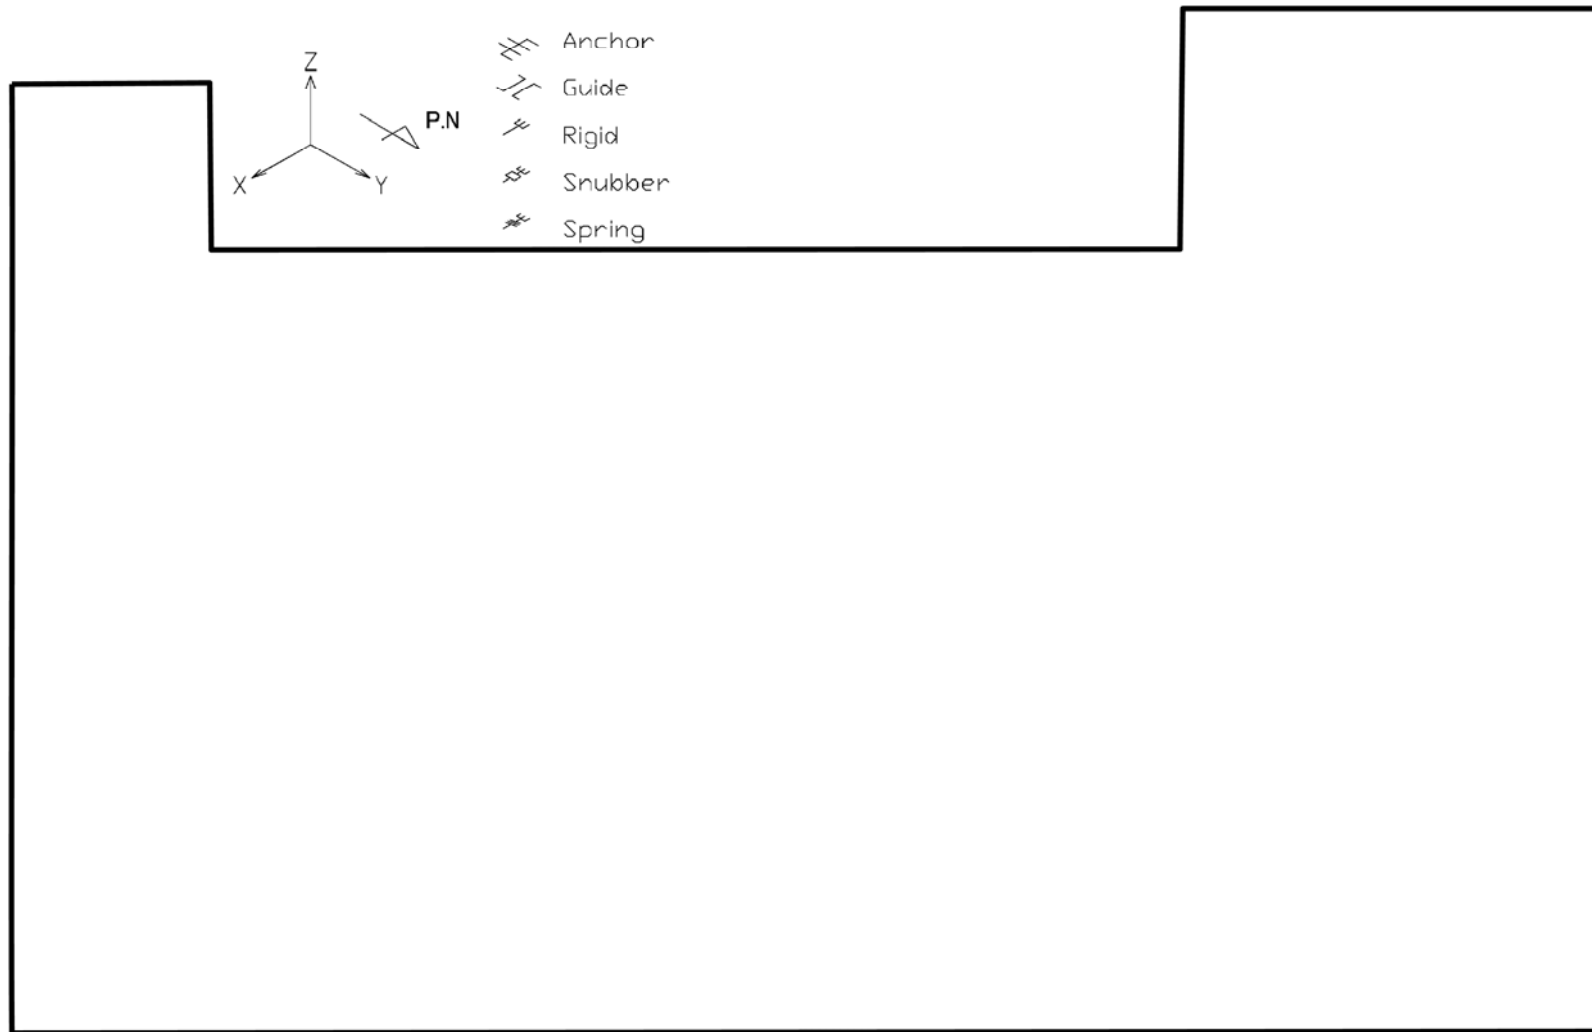 Anchor
Z
Guide
P.N
Rigid
X
Y
Snubber
Spring